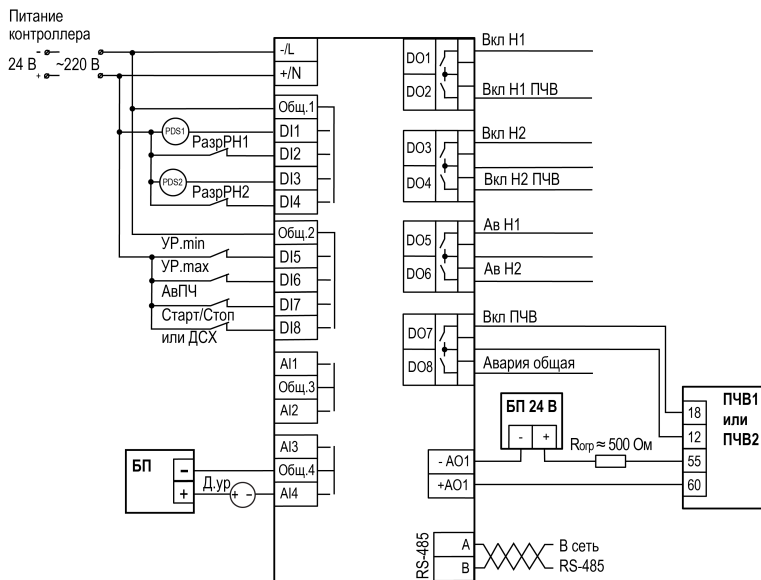 Питание
контроллера
-
24 В
+
~220 В
-/L
+/N
Общ.1
PDS1
DI1
РазрРН1
DI2
PDS2
DI3
РазрРН2
DI4
Общ.2
УР.min
DI5
УР.max
DI6
АвПЧ
DI7
Старт/Стоп
или ДСХ
DI8
AI1
Общ.3
AI2
AI3
Общ.4
AI4
БП
-
+
Д.ур
+ -
DO1
Вкл Н1
DO2
Вкл Н1 ПЧВ
DO3
Вкл Н2
DO4
Вкл Н2 ПЧВ
DO5
Ав Н1
DO6
Ав Н2
DO7
Вкл ПЧВ
DO8
Авария общая
БП 24 В
- +
Rогр ≈ 500 Ом
- AO1
+AO1
18
12
55
60
ПЧВ1
или
ПЧВ2
RS-485
A
B
В сеть
RS-485